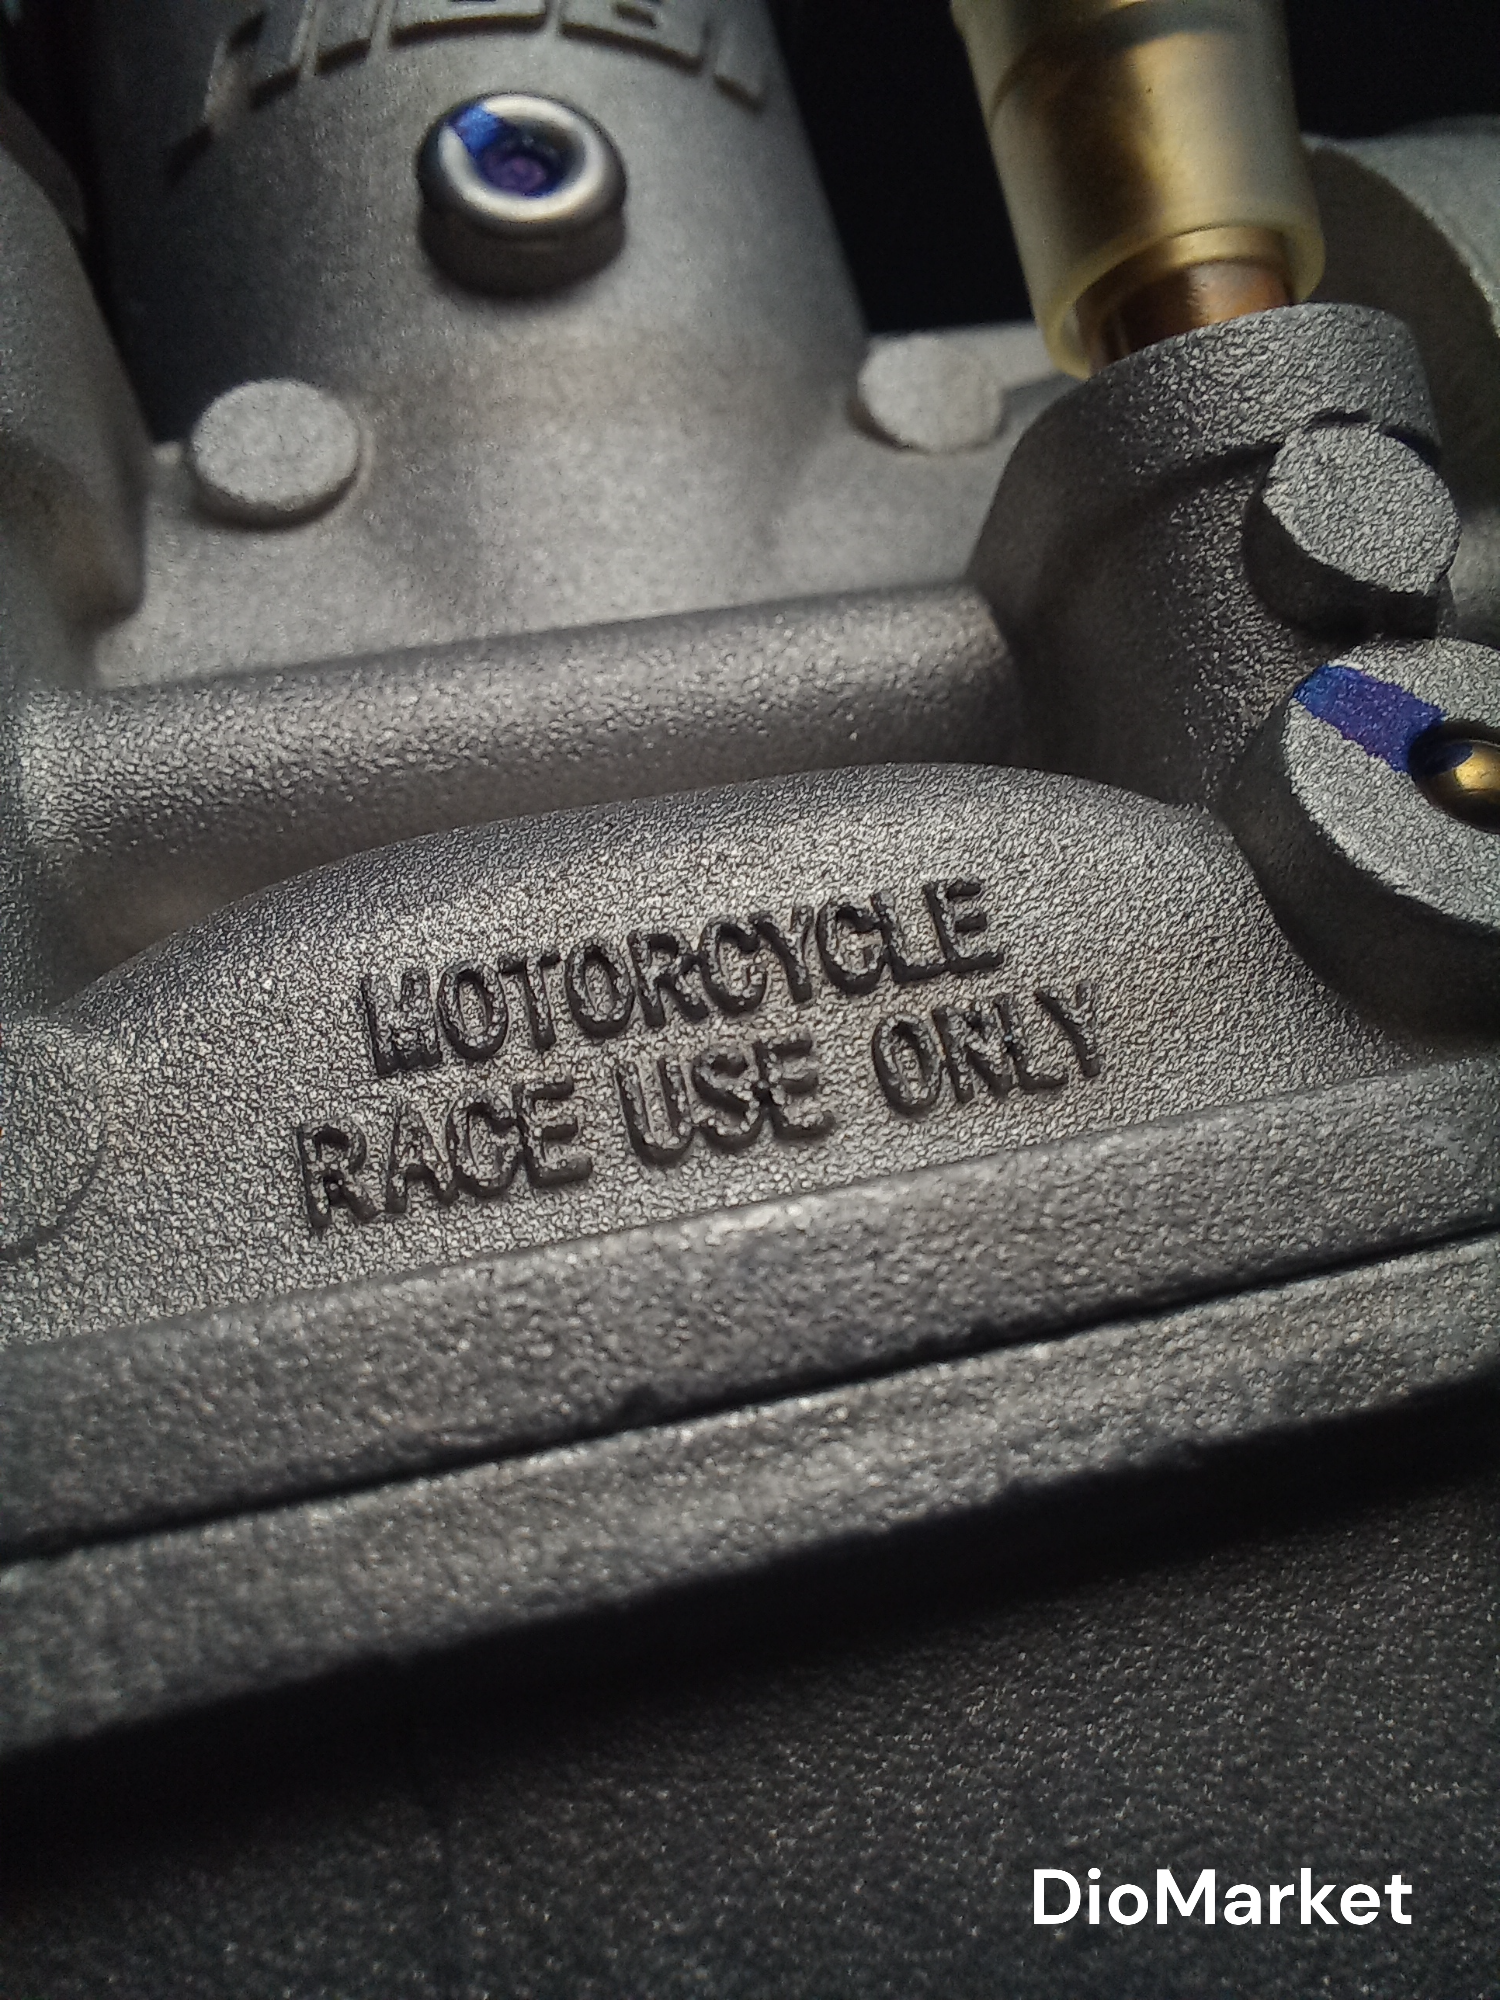 MOTORCYCLE
RACE USE ONLY
DioMarket